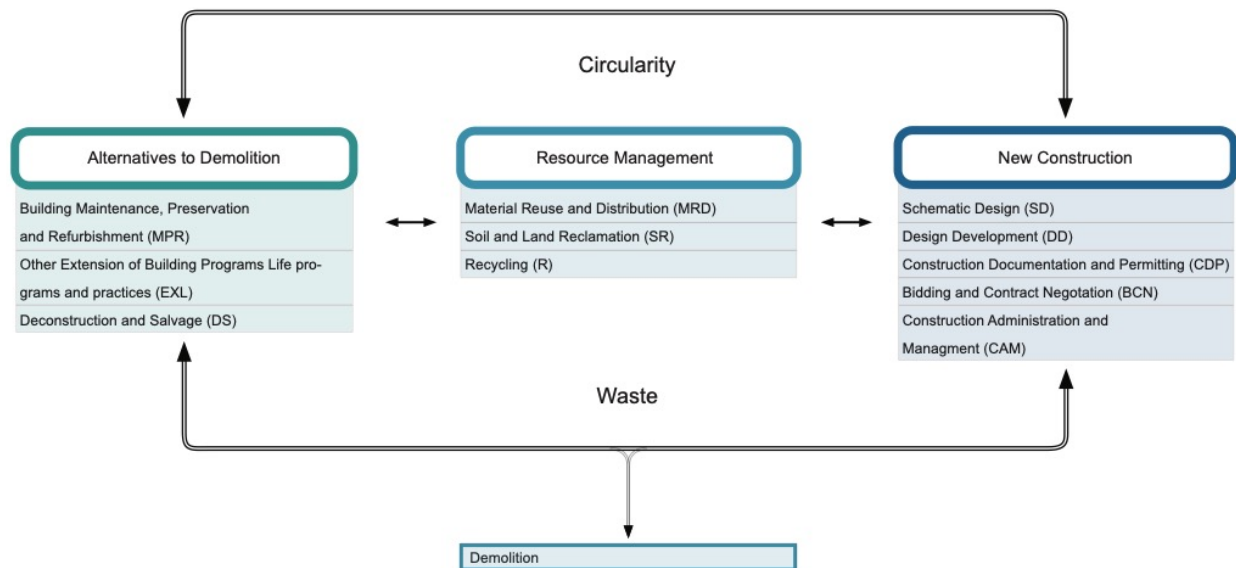 Circularity
Alternatives to Demolition
Building Maintenance, Preservation
and Refurbishment (MPR)
Other Extension of Building Programs Life pro-
grams and practices (EXL)
Deconstruction and Salvage (DS)
Resource Management
Material Reuse and Distribution (MRD)
Soil and Land Reclamation (SR)
Recycling (R)
New Construction
Schematic Design (SD)
Design Development (DD)
Construction Documentation and Permitting (CDP)
Bidding and Contract Negotation (BCN)
Construction Administration and
Managment (CAM)
Waste
Demolition